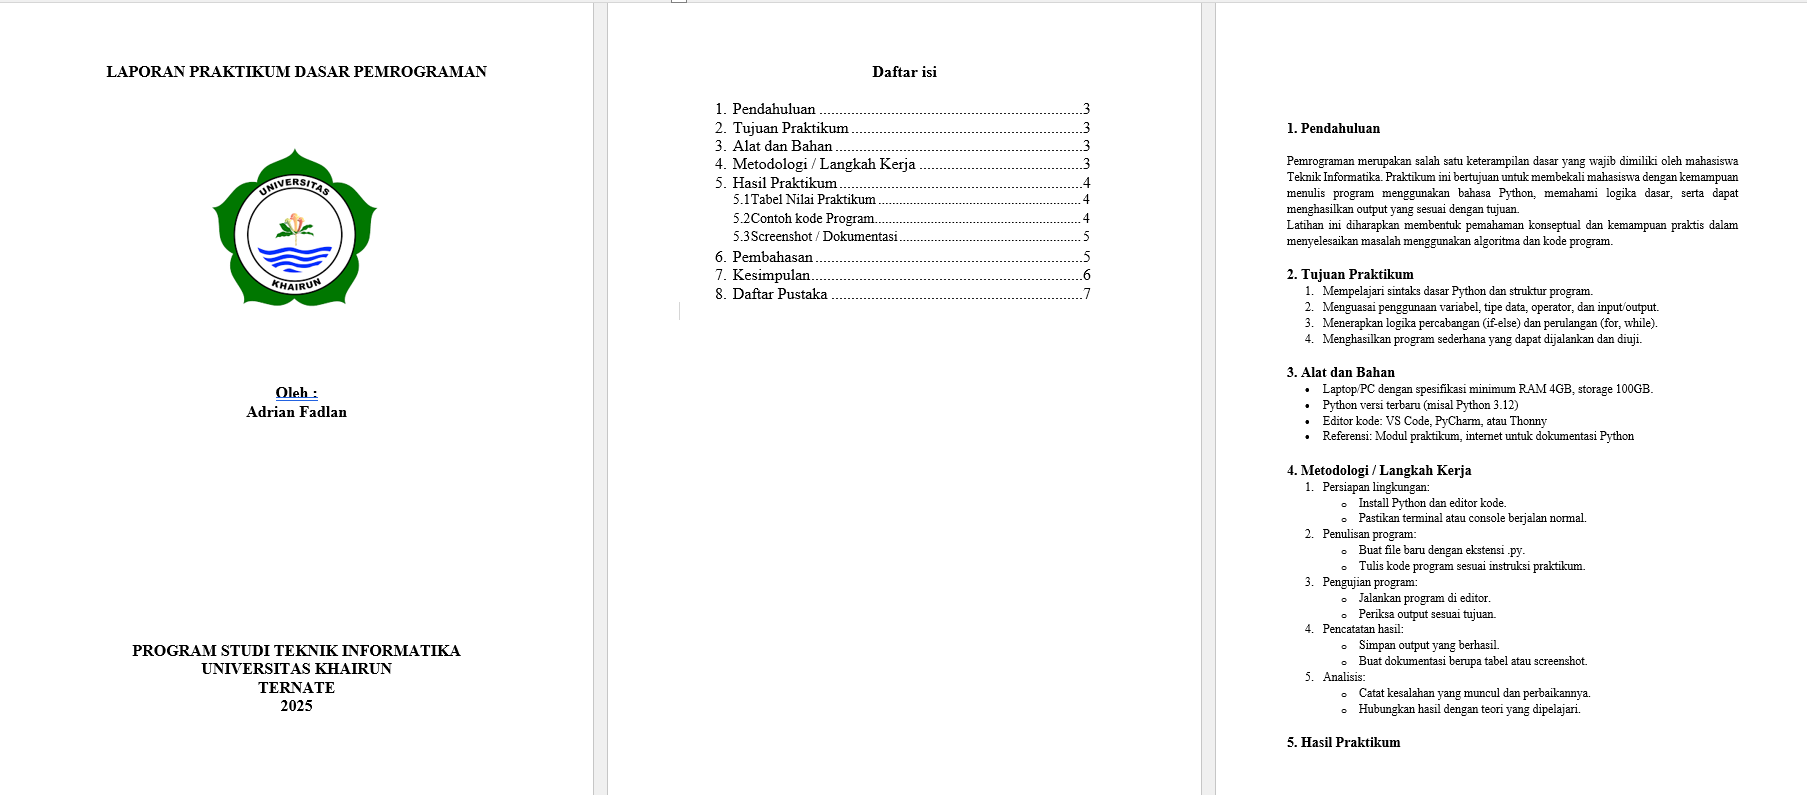 LAPORAN PRAKTIKUM DASAR PEMROGRAMAN
UNIVERSITAS
KHAIRUN
Oleh :
Adrian Fadlan
PROGRAM STUDI TEKNIK INFORMATIKA
UNIVERSITAS KHAIRUN
TERNATE
2025
Daftar isi
1. Pendahuluan ........................................................................3
2. Tujuan Praktikum ........................................................................3
3. Alat dan Bahan ........................................................................3
4. Metodologi / Langkah Kerja ........................................................................3
5. Hasil Praktikum ........................................................................4
5.1Tabel Nilai Praktikum ........................................................................4
5.2Contoh kode Program........................................................................4
5.3Screenshot / Dokumentasi........................................................................5
6. Pembahasan ........................................................................5
7. Kesimpulan........................................................................6
8. Daftar Pustaka ........................................................................7
1. Pendahuluan
Pemrograman merupakan salah satu keterampilan dasar yang wajib dimiliki oleh mahasiswa
Teknik Informatika. Praktikum ini bertujuan untuk membekali mahasiswa dengan kemampuan
menulis program menggunakan bahasa Python, memahami logika dasar, serta dapat
menghasilkan output yang sesuai dengan tujuan.
Latihan ini diharapkan membentuk pemahaman konseptual dan kemampuan praktis dalam
menyelesaikan masalah menggunakan algoritma dan kode program.
2. Tujuan Praktikum
1. Mempelajari sintaks dasar Python dan struktur program.
2. Menguasai penggunaan variabel, tipe data, operator, dan input/output.
3. Menerapkan logika percabangan (if-else) dan perulangan (for, while).
4. Menghasilkan program sederhana yang dapat dijalankan dan diuji.
3. Alat dan Bahan
• Laptop/PC dengan spesifikasi minimum RAM 4GB, storage 100GB.
• Python versi terbaru (misal Python 3.12)
• Editor kode: VS Code, PyCharm, atau Thonny
• Referensi: Modul praktikum, internet untuk dokumentasi Python
4. Metodologi / Langkah Kerja
1. Persiapan lingkungan:
o Install Python dan editor kode.
o Pastikan terminal atau console berjalan normal.
2. Penulisan program:
o Buat file baru dengan ekstensi .py.
o Tulis kode program sesuai instruksi praktikum.
3. Pengujian program:
o Jalankan program di editor.
o Periksa output sesuai tujuan.
4. Pencatatan hasil:
o Simpan output yang berhasil.
o Buat dokumentasi berupa tabel atau screenshot.
5. Analisis:
o Catat kesalahan yang muncul dan perbaikannya.
o Hubungkan hasil dengan teori yang dipelajari.
5. Hasil Praktikum